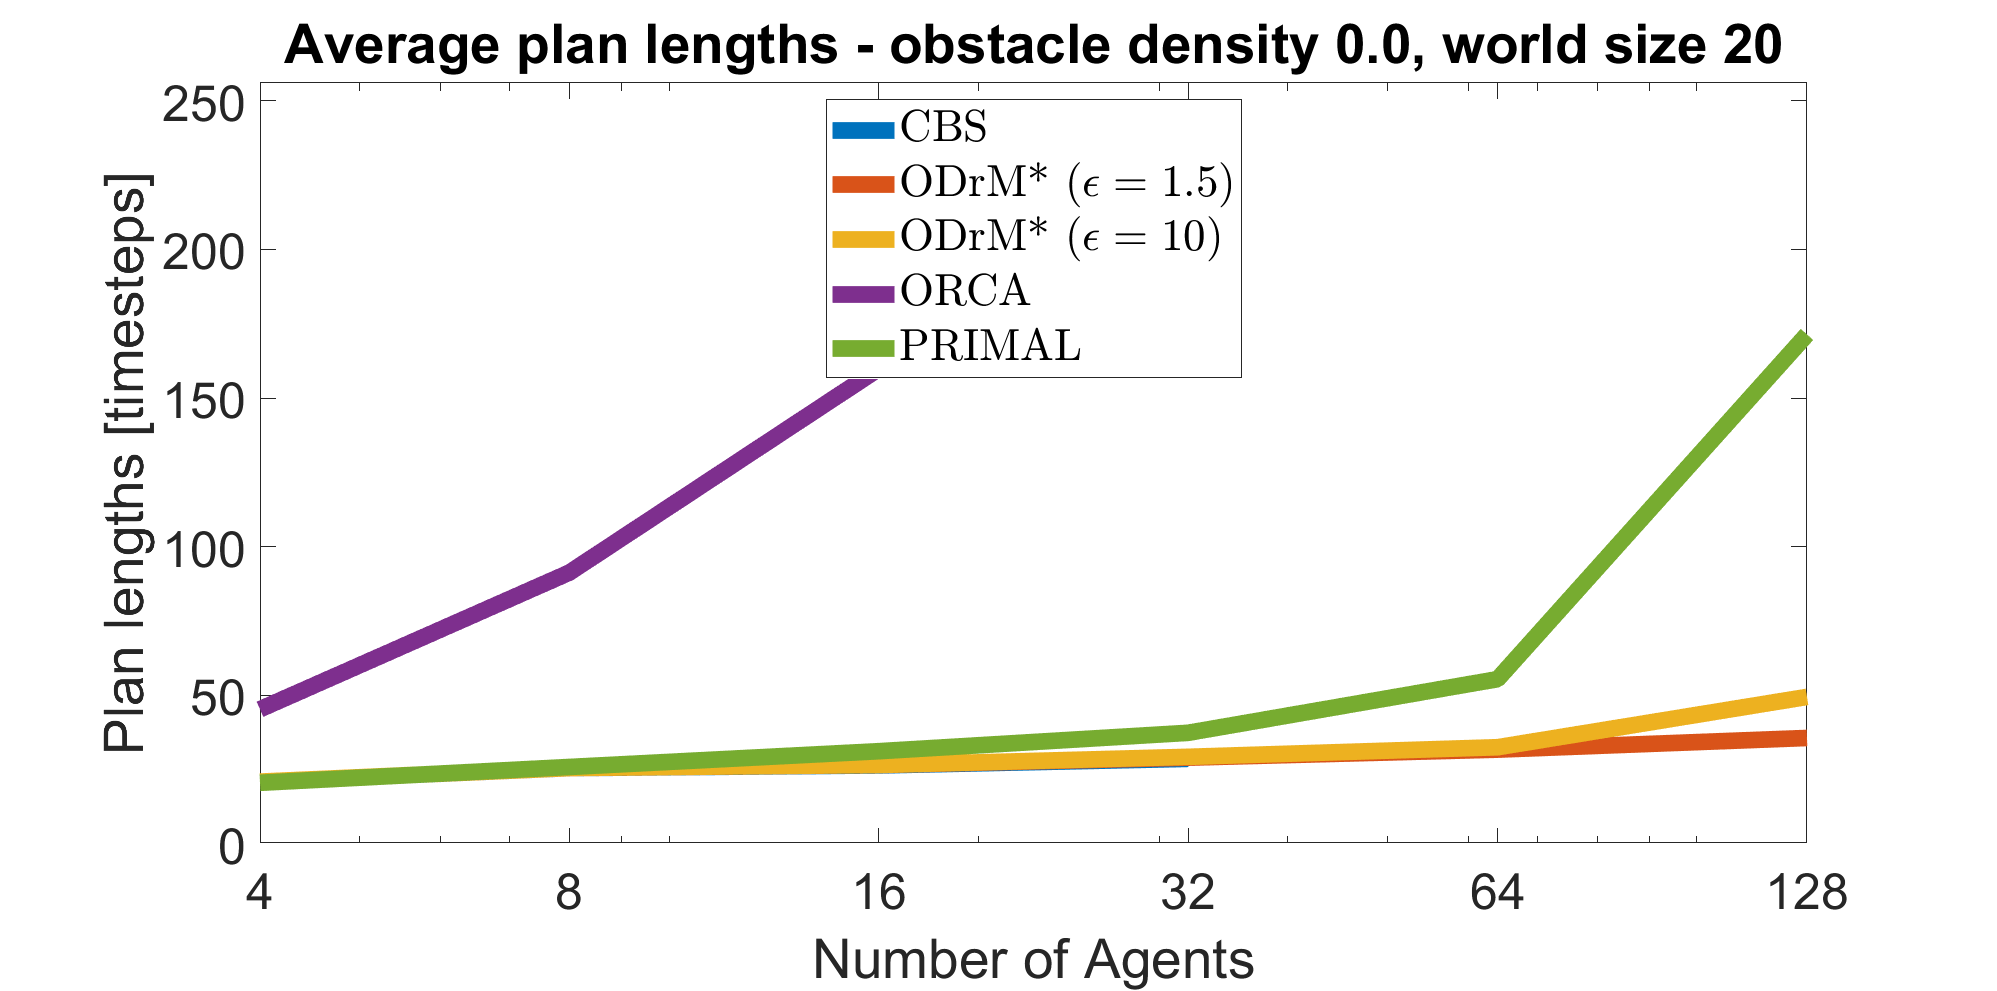 Average plan lengths - obstacle density 0.0, world size 20
Plan lengths [timesteps]
250
200
150
100
50
0
CBS
ODrM* (ϵ = 1.5)
ODrM* (ϵ = 10)
ORCA
PRIMAL
4 8 16 32 64 128
Number of Agents